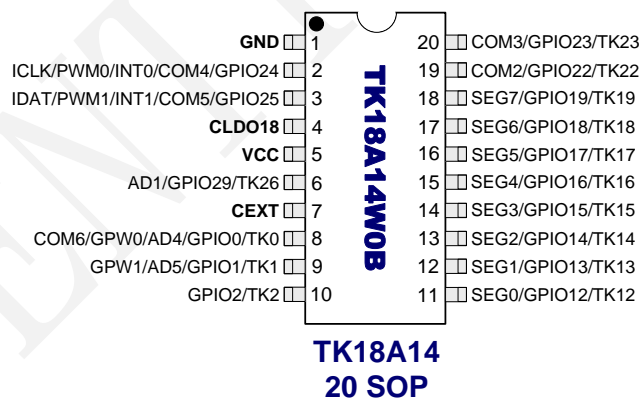 GND 1 20 COM3/GPIO23/TK23
ICLK/PWM0/INT0/COM4/GPIO24 2 19 COM2/GPIO22/TK22
IDAT/PWM1/INT1/COM5/GPIO25 3 18 SEG7/GPIO19/TK19
CLDO18 4 17 SEG6/GPIO18/TK18
VCC 5 16 SEG5/GPIO17/TK17
AD1/GPIO29/TK26 6 15 SEG4/GPIO16/TK16
CEXT 7 14 SEG3/GPIO15/TK15
COM6/GPW0/AD4/GPIO0/TK0 8 13 SEG2/GPIO14/TK14
GPW1/AD5/GPIO1/TK1 9 12 SEG1/GPIO13/TK13
GPIO2/TK2 10 11 SEG0/GPIO12/TK12
TK18A14W0B
TK18A14
20 SOP